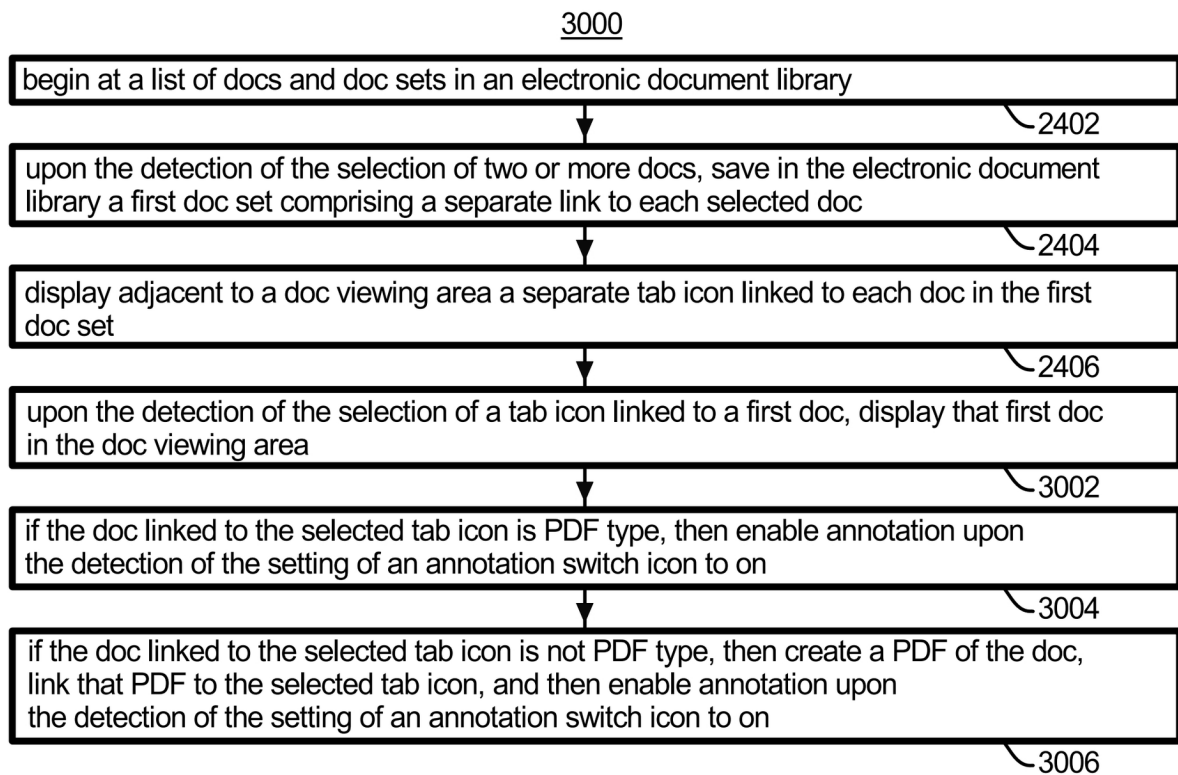 3000
begin at a list of docs and doc sets in an electronic document library
2402
upon the detection of the selection of two or more docs, save in the electronic document
library a first doc set comprising a separate link to each selected doc
2404
display adjacent to a doc viewing area a separate tab icon linked to each doc in the first
doc set
2406
upon the detection of the selection of a tab icon linked to a first doc, display that first doc
in the doc viewing area
3002
if the doc linked to the selected tab icon is PDF type, then enable annotation upon
the detection of the setting of an annotation switch icon to on
3004
if the doc linked to the selected tab icon is not PDF type, then create a PDF of the doc,
link that PDF to the selected tab icon, and then enable annotation upon
the detection of the setting of an annotation switch icon to on
3006